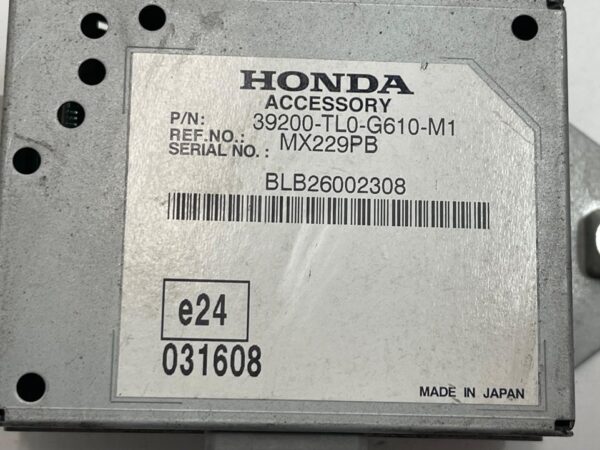 HONDA
ACCESSORY
P/N: 39200-TL0-G610-M1
REF.NO.: MX229PB
SERIAL NO. :
BLB26002308
e24
031608
MADE IN JAPAN